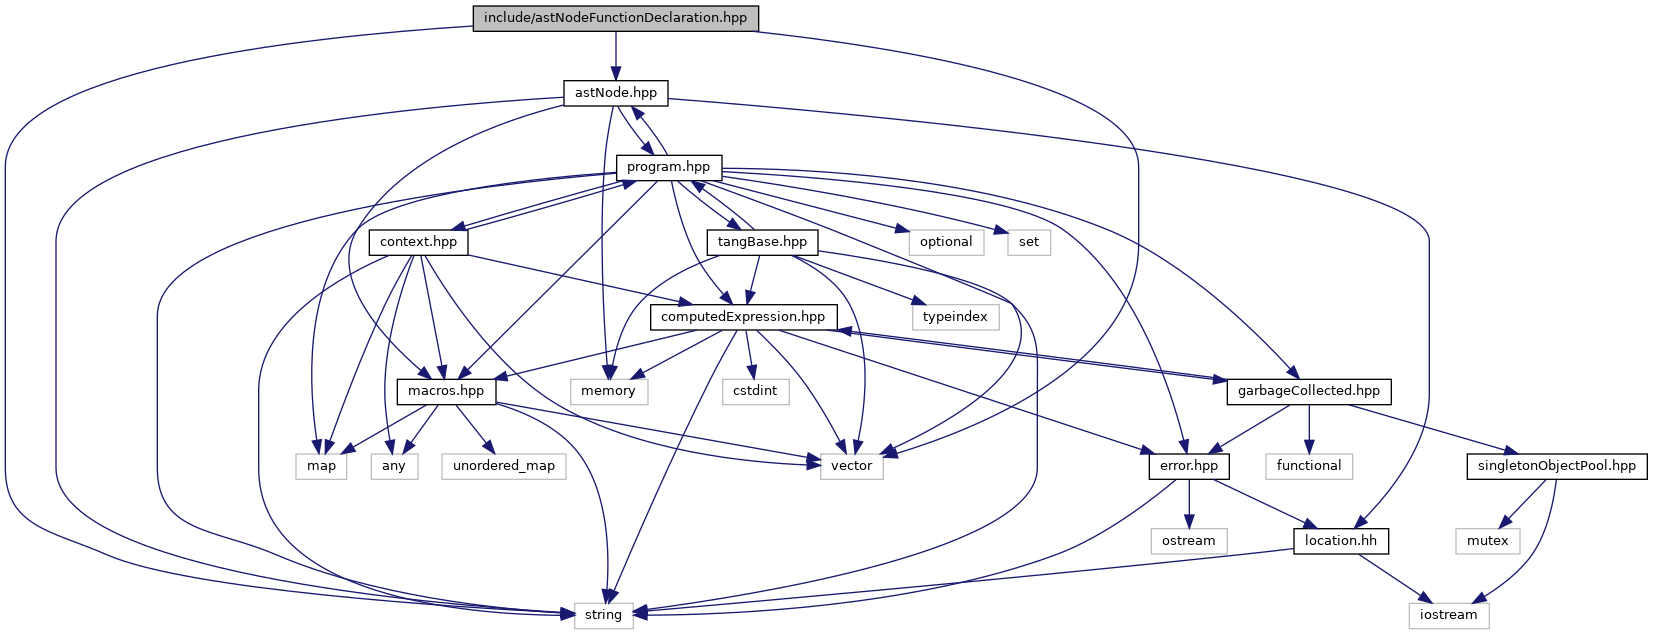 include/astNodeFunctionDeclaration.hpp
astNode.hpp
program.hpp
context.hpp
tangBase.hpp
optional
set
computedExpression.hpp
typeindex
macros.hpp
memory
cstdint
garbageCollected.hpp
map
any
unordered_map
vector
error.hpp
functional
singletonObjectPool.hpp
ostream
location.hh
mutex
string
iostream